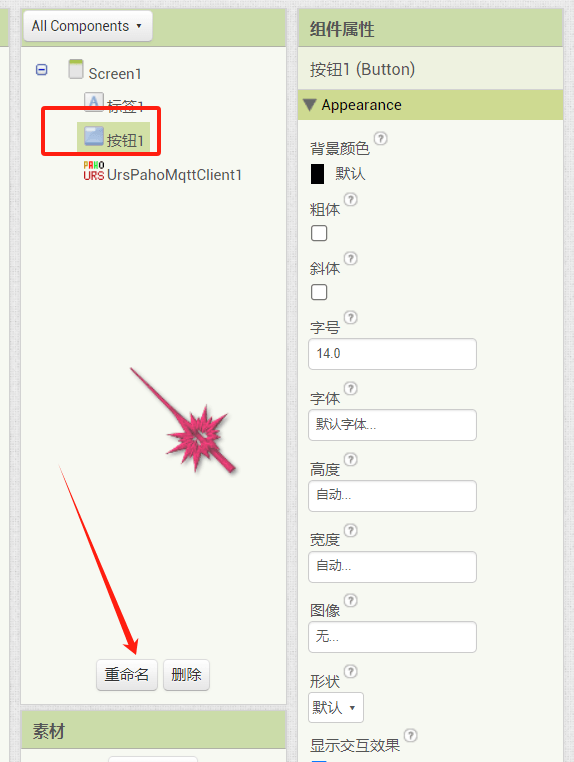 All Components
Screen1
标签1
按钮1
PAHO
URS
UrsPahoMqttClient1
重命名
删除
素材
组件属性
按钮1 (Button)
Appearance
背景颜色 ?
默认
粗体 ?
斜体 ?
字号 ?
14.0
字体 ?
默认字体...
高度 ?
自动...
宽度 ?
自动...
图像 ?
无...
形状 ?
默认
显示交互效果 ?